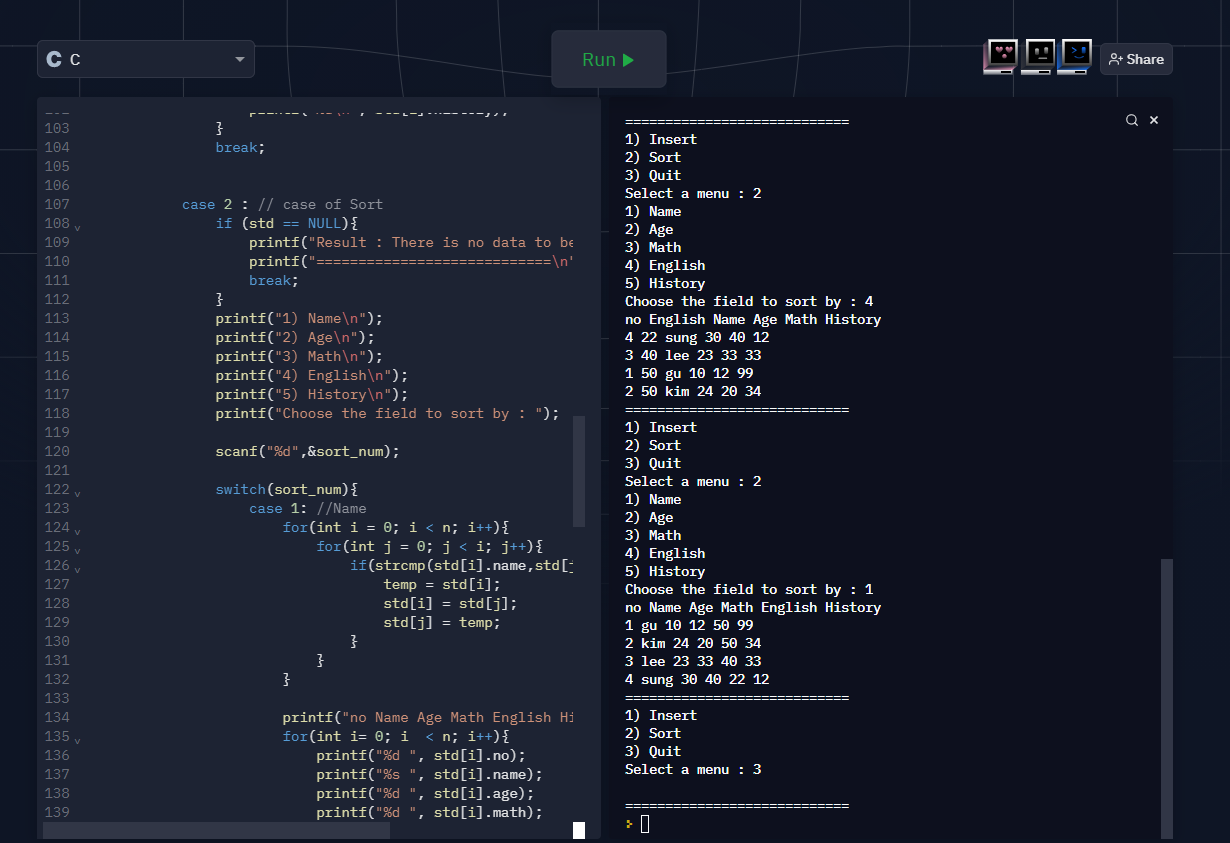 C C
Run
Share
103 }
104 break;
105
106
107 case 2 : // case of Sort
108 if (std == NULL){
109 printf("Result : There is no data to be
110 printf("============================\n"
111 break;
112 }
113 printf("1) Name\n");
114 printf("2) Age\n");
115 printf("3) Math\n");
116 printf("4) English\n");
117 printf("5) History\n");
118 printf("Choose the field to sort by : ");
119
120 scanf("%d",&sort_num);
121
122 switch(sort_num){
123 case 1: //Name
124 for(int i = 0; i < n; i++){
125 for(int j = 0; j < i; j++){
126 if(strcmp(std[i].name,std[j
127 temp = std[i];
128 std[i] = std[j];
129 std[j] = temp;
130 }
131 }
132 }
133
134 printf("no Name Age Math English Hi
135 for(int i= 0; i  < n; i++){
136 printf("%d ", std[i].no);
137 printf("%s ", std[i].name);
138 printf("%d ", std[i].age);
139 printf("%d ", std[i].math);
============================
1) Insert
2) Sort
3) Quit
Select a menu : 2
1) Name
2) Age
3) Math
4) English
5) History
Choose the field to sort by : 4
no English Name Age Math History
4 22 sung 30 40 12
3 40 lee 23 33 33
1 50 gu 10 12 99
2 50 kim 24 20 34
============================
1) Insert
2) Sort
3) Quit
Select a menu : 2
1) Name
2) Age
3) Math
4) English
5) History
Choose the field to sort by : 1
no Name Age Math English History
1 gu 10 12 50 99
2 kim 24 20 50 34
3 lee 23 33 40 33
4 sung 30 40 22 12
============================
1) Insert
2) Sort
3) Quit
Select a menu : 3
============================